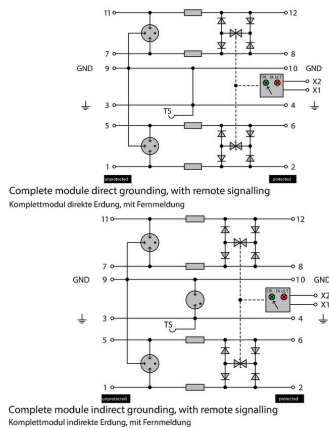 11 12
7 8
GND 9 10 GND
X2
X1
3 4
TS
5 6
1 2
unprotected protected
Complete module direct grounding, with remote signalling
Komplettmodul direkte Erdung, mit Fernmeldung
11 12
7 8
GND 9 10 GND
X2
X1
3 4
TS
5 6
1 2
unprotected protected
Complete module indirect grounding, with remote signalling
Komplettmodul indirekte Erdung, mit Fernmeldung